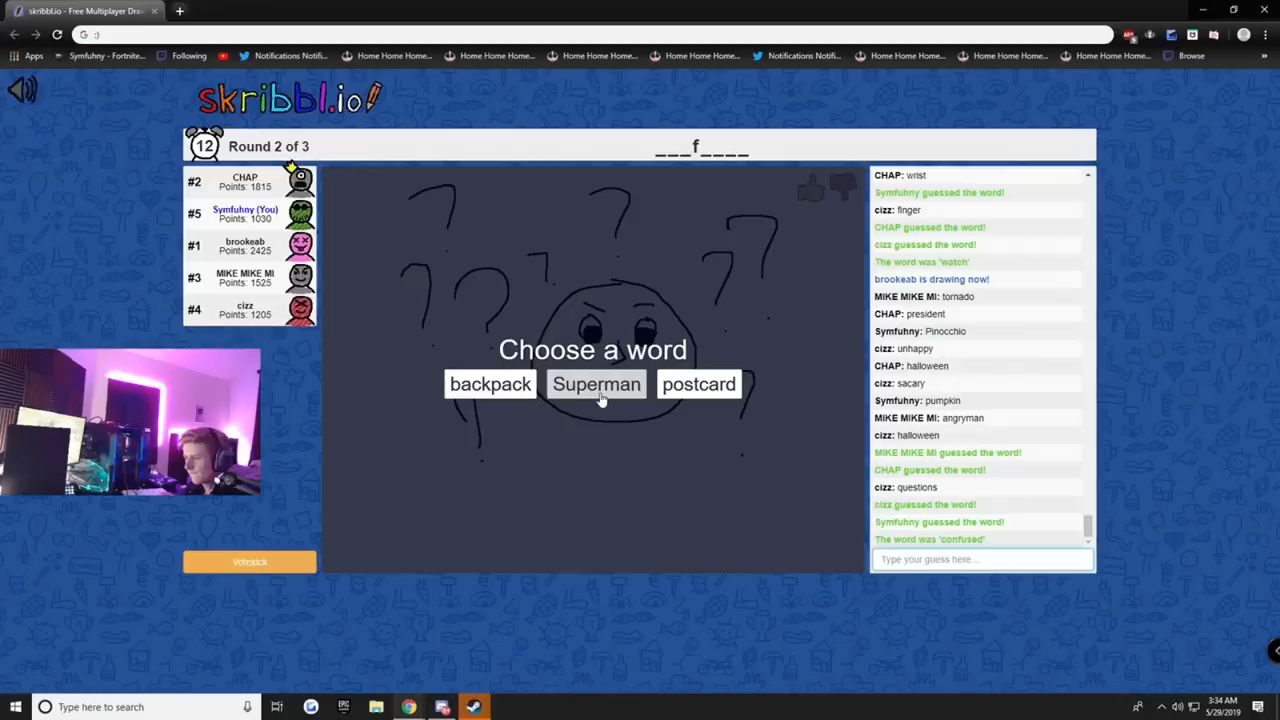 skribbl.io - Free Multiplayer Dra
:)
Apps
Symfuhny - Fortnite...
Following
Notifications Notifi...
Home Home Home...
Home Home Home...
Home Home Home...
Home Home Home...
Notifications Notifi...
Home Home Home...
Home Home Home...
Home Home Home...
Browse
skribbl.io
12
Round 2 of 3
___f____
#2
CHAP
Points: 1815
#5
Symfuhny (You)
Points: 1030
#1
brookeab
Points: 2425
#3
MIKE MIKE MI
Points: 1525
#4
cizz
Points: 1205
votekick
? ? ? ? ? ? ? ?
Choose a word
backpack
Superman
postcard
CHAP: wrist
Symfuhny guessed the word!
cizz: finger
CHAP guessed the word!
cizz guessed the word!
The word was 'watch'
brookeab is drawing now!
MIKE MIKE MI: tornado
CHAP: president
Symfuhny: Pinocchio
cizz: unhappy
CHAP: halloween
cizz: sacary
Symfuhny: pumpkin
MIKE MIKE MI: angryman
cizz: halloween
MIKE MIKE MI guessed the word!
CHAP guessed the word!
cizz: questions
cizz guessed the word!
Symfuhny guessed the word!
The word was 'confused'
Type your guess here...
Type here to search
EPIC
3:34 AM
5/29/2019